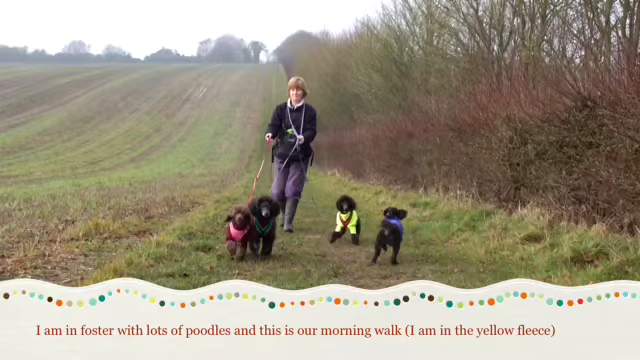 I am in foster with lots of poodles and this is our morning walk (I am in the yellow fleece)